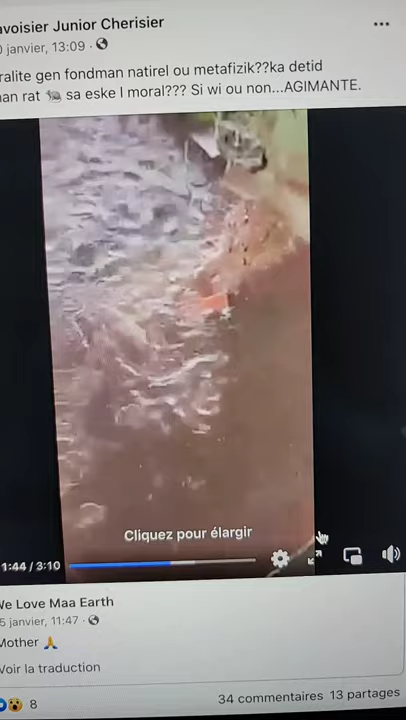 avoisier Junior Cherisier
janvier, 13:09 ·
ralite gen fondman natirel ou metafizik??ka detid
nan rat 🐀 sa eske l moral??? Si wi ou non...AGIMANTE.
Cliquez pour élargir
1:44 / 3:10
We Love Maa Earth
5 janvier, 11:47 ·
Mother 🙏
Voir la traduction
8
34 commentaires 13 partages